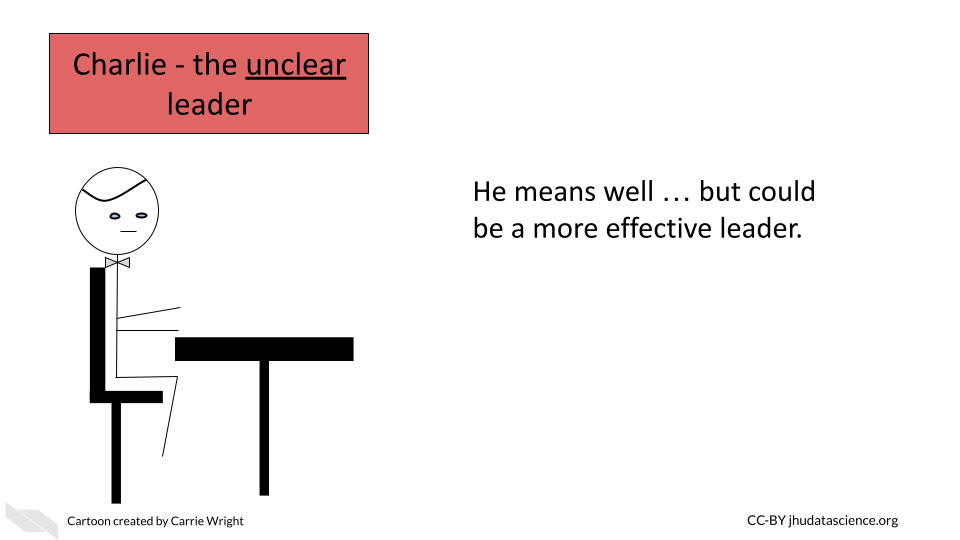 Charlie - the unclear
leader
He means well … but could
be a more effective leader.
Cartoon created by Carrie Wright
CC-BY jhudatascience.org